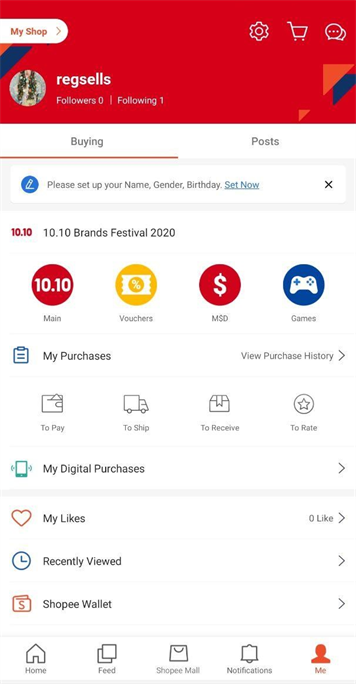 My Shop
regsells
Followers 0 | Following 1
Buying
Posts
Please set up your Name, Gender, Birthday. Set Now
10.10 10.10 Brands Festival 2020
10.10
Main
Vouchers
$
M$D
Games
My Purchases
View Purchase History
To Pay
To Ship
To Receive
To Rate
My Digital Purchases
My Likes
0 Like
Recently Viewed
S Shopee Wallet
Home
Feed
Shopee Mall
Notifications
Me